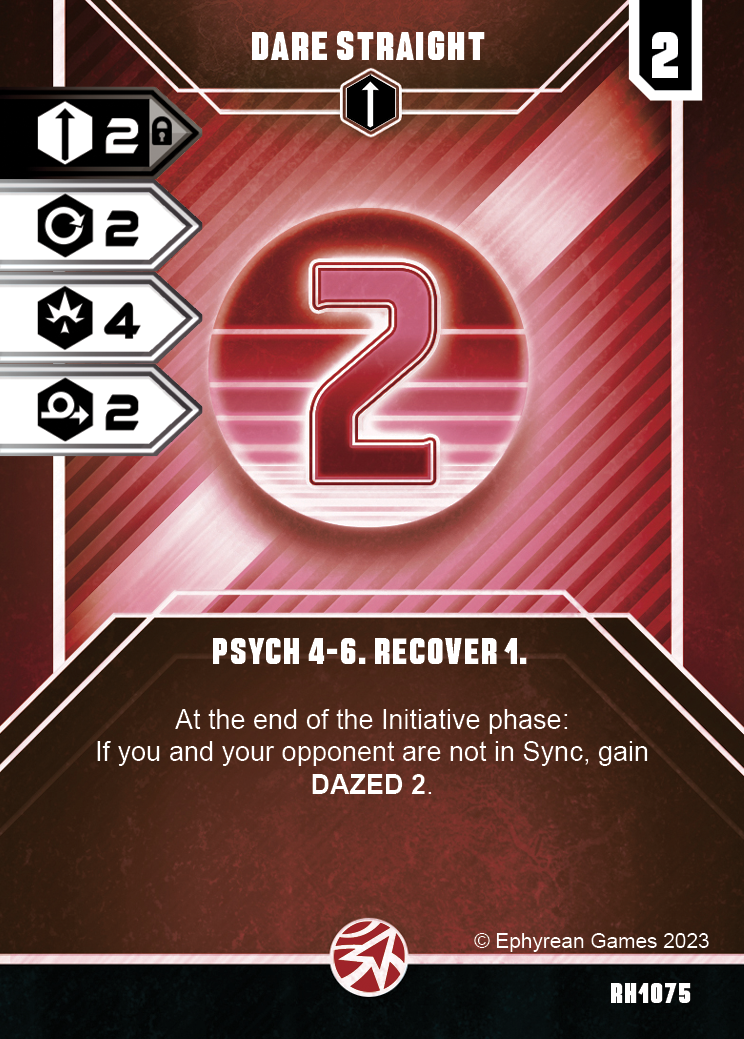 DARE STRAIGHT
2
2
2
4
2
2
PSYCH 4-6. RECOVER 1.
At the end of the Initiative phase:
If you and your opponent are not in Sync, gain
DAZED 2.
© Ephyrean Games 2023
RH1075